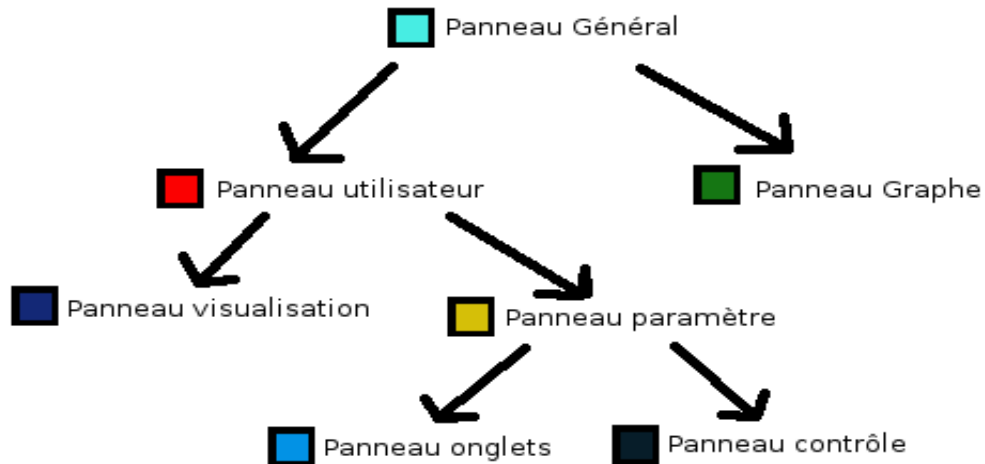 Panneau Général
Panneau utilisateur
Panneau Graphe
Panneau visualisation
Panneau paramètre
Panneau onglets
Panneau contrôle